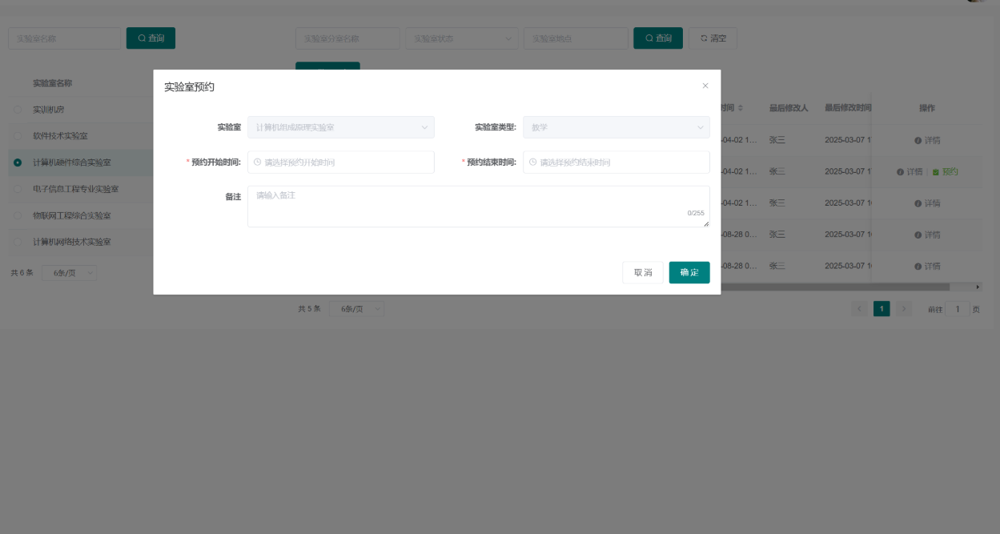 实验室名称 查询 实验室分室名称 实验室状态 实验室地点 查询 清空
实验室预约
实验室名称
时间 最后修改人 最后修改时间 操作
实训机房
实验室 计算机组成原理实验室 实验室类型: 教学
软件技术实验室
-04-02 1... 张三 2025-03-07 1 详情
计算机硬件综合实验室
* 预约开始时间: 请选择预约开始时间 * 预约结束时间: 请选择预约结束时间
-04-02 1... 张三 2025-03-07 1 详情 预约
电子信息工程专业实验室
备注 请输入备注
0/255
-04-02 1... 张三 2025-03-07 1 详情
物联网工程综合实验室
-08-28 0... 张三 2025-03-07 1 详情
计算机网络技术实验室
-08-28 0... 张三 2025-03-07 1 详情
共 6 条 6条/页
取 消 确 定
共 5 条 6条/页 1 前往 1 页